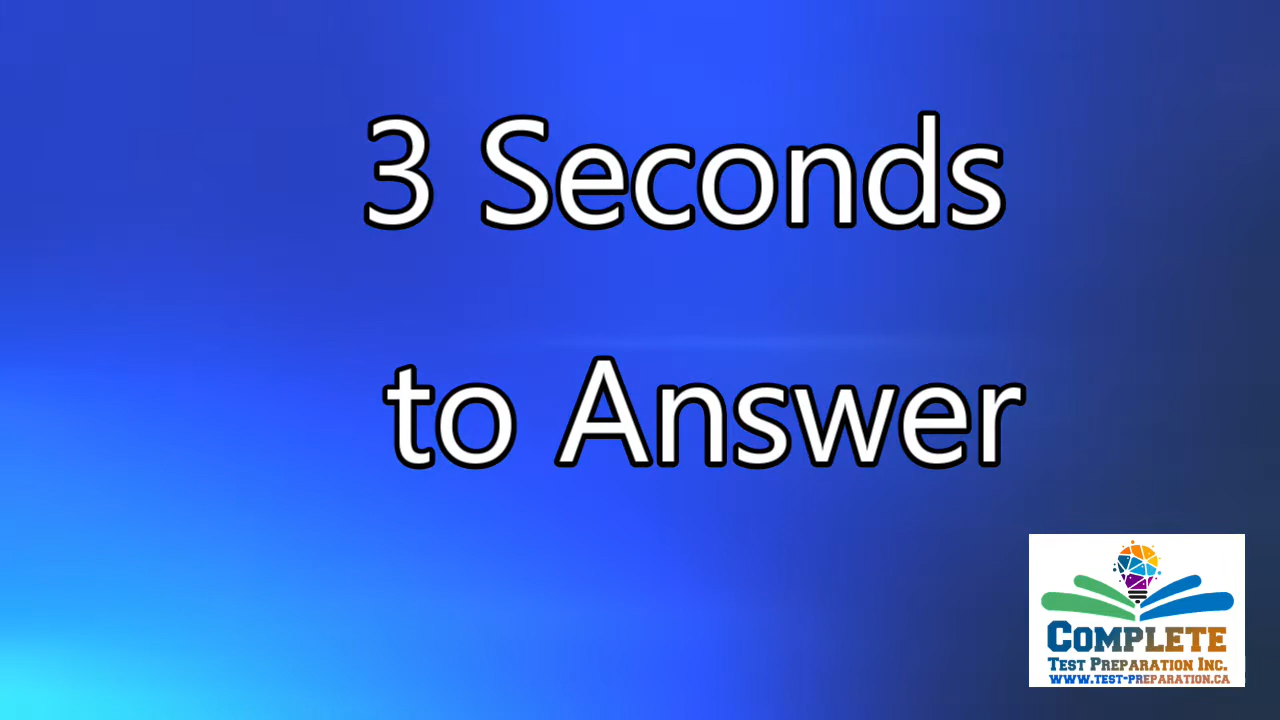 3 Seconds
to Answer
COMPLETE
TEST PREPARATION INC.
WWW.TEST-PREPARATION.CA